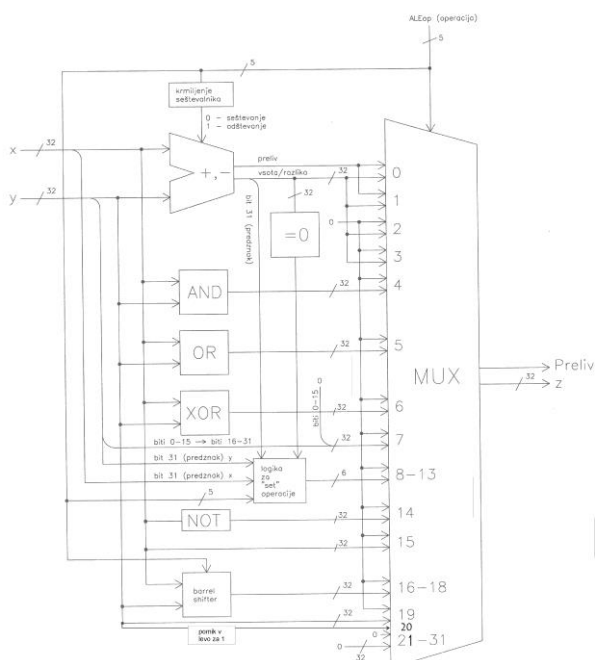 ALEop (operacijo)
5
5
krmiljenje
seštevalnika
0 – seštevanje
1 – odštevanje
x 32
preliv
+,–
vsota/razlika 32
0
y 32
32
1
bit 31 (predznak)
=0
0
2
3
AND
32
4
OR
32
5
MUX
Preliv
32
z
0
biti 0–15
XOR
32
6
biti 0–15 → biti 16–31
32
7
bit 31 (predznak) y
logika
za
"set"
operacije
6
8–13
bit 31 (predznak) x
5
NOT
32
14
32
15
barrel
shifter
32
16–18
32
19
20
pomik v
levo za 1
0
21–31
0
32